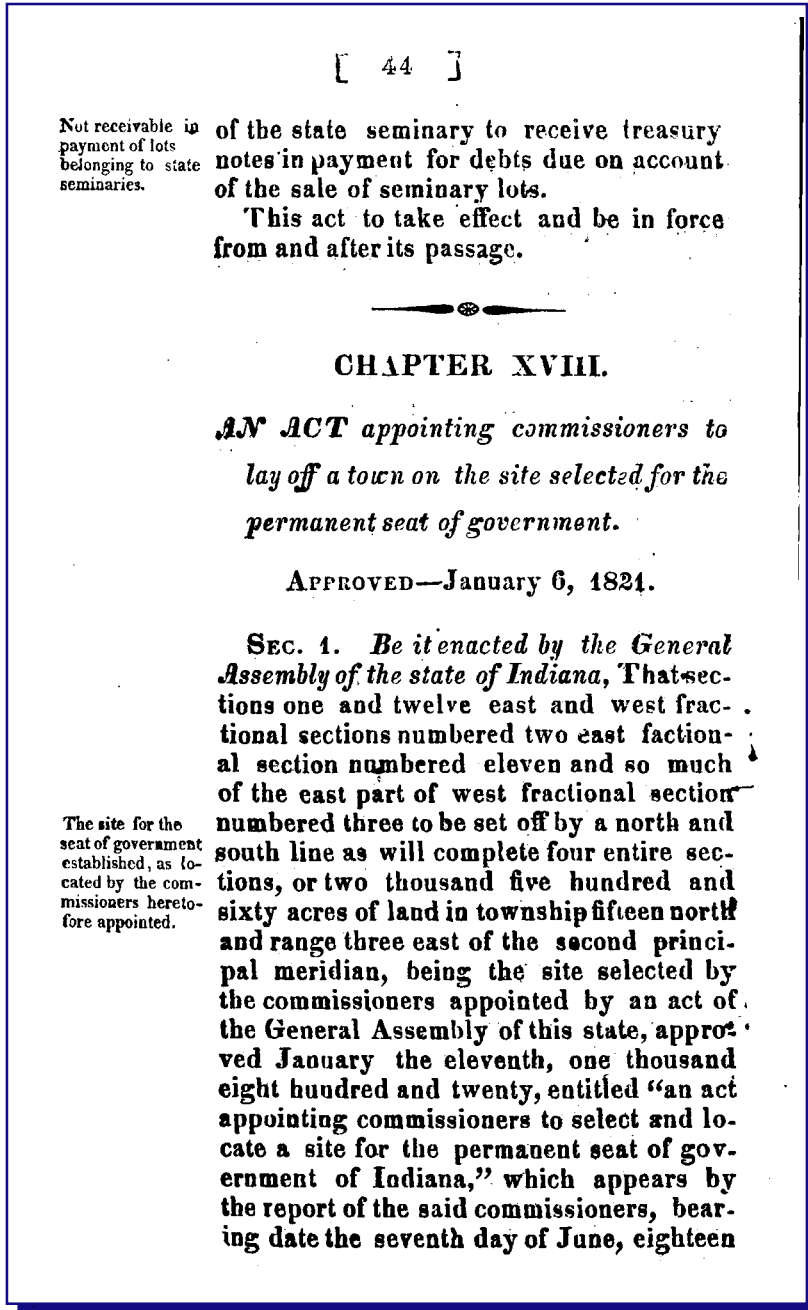 [ 44 ]
Not receivable in
payment of lots
belonging to state
seminaries.
of the state seminary to receive treasury
notes in payment for debts due on account
of the sale of seminary lots.
This act to take effect and be in force
from and after its passage.
CHAPTER XVIII.
AN ACT appointing commissioners to
lay off a town on the site selected for the
permanent seat of government.
APPROVED—January 6, 1821.
SEC. 1. Be it enacted by the General
Assembly of the state of Indiana, That sec-
tions one and twelve east and west frac-
tional sections numbered two east faction-
al section numbered eleven and so much
of the east part of west fractional section
The site for the
seat of government
established, as lo-
cated by the com-
missioners hereto-
fore appointed.
numbered three to be set off by a north and
south line as will complete four entire sec-
tions, or two thousand five hundred and
sixty acres of land in township fifteen north
and range three east of the second princi-
pal meridian, being the site selected by
the commissioners appointed by an act of
the General Assembly of this state, appro-
ved January the eleventh, one thousand
eight hundred and twenty, entitled “an act
appointing commissioners to select and lo-
cate a site for the permanent seat of gov-
ernment of Indiana,” which appears by
the report of the said commissioners, bear-
ing date the seventh day of June, eighteen